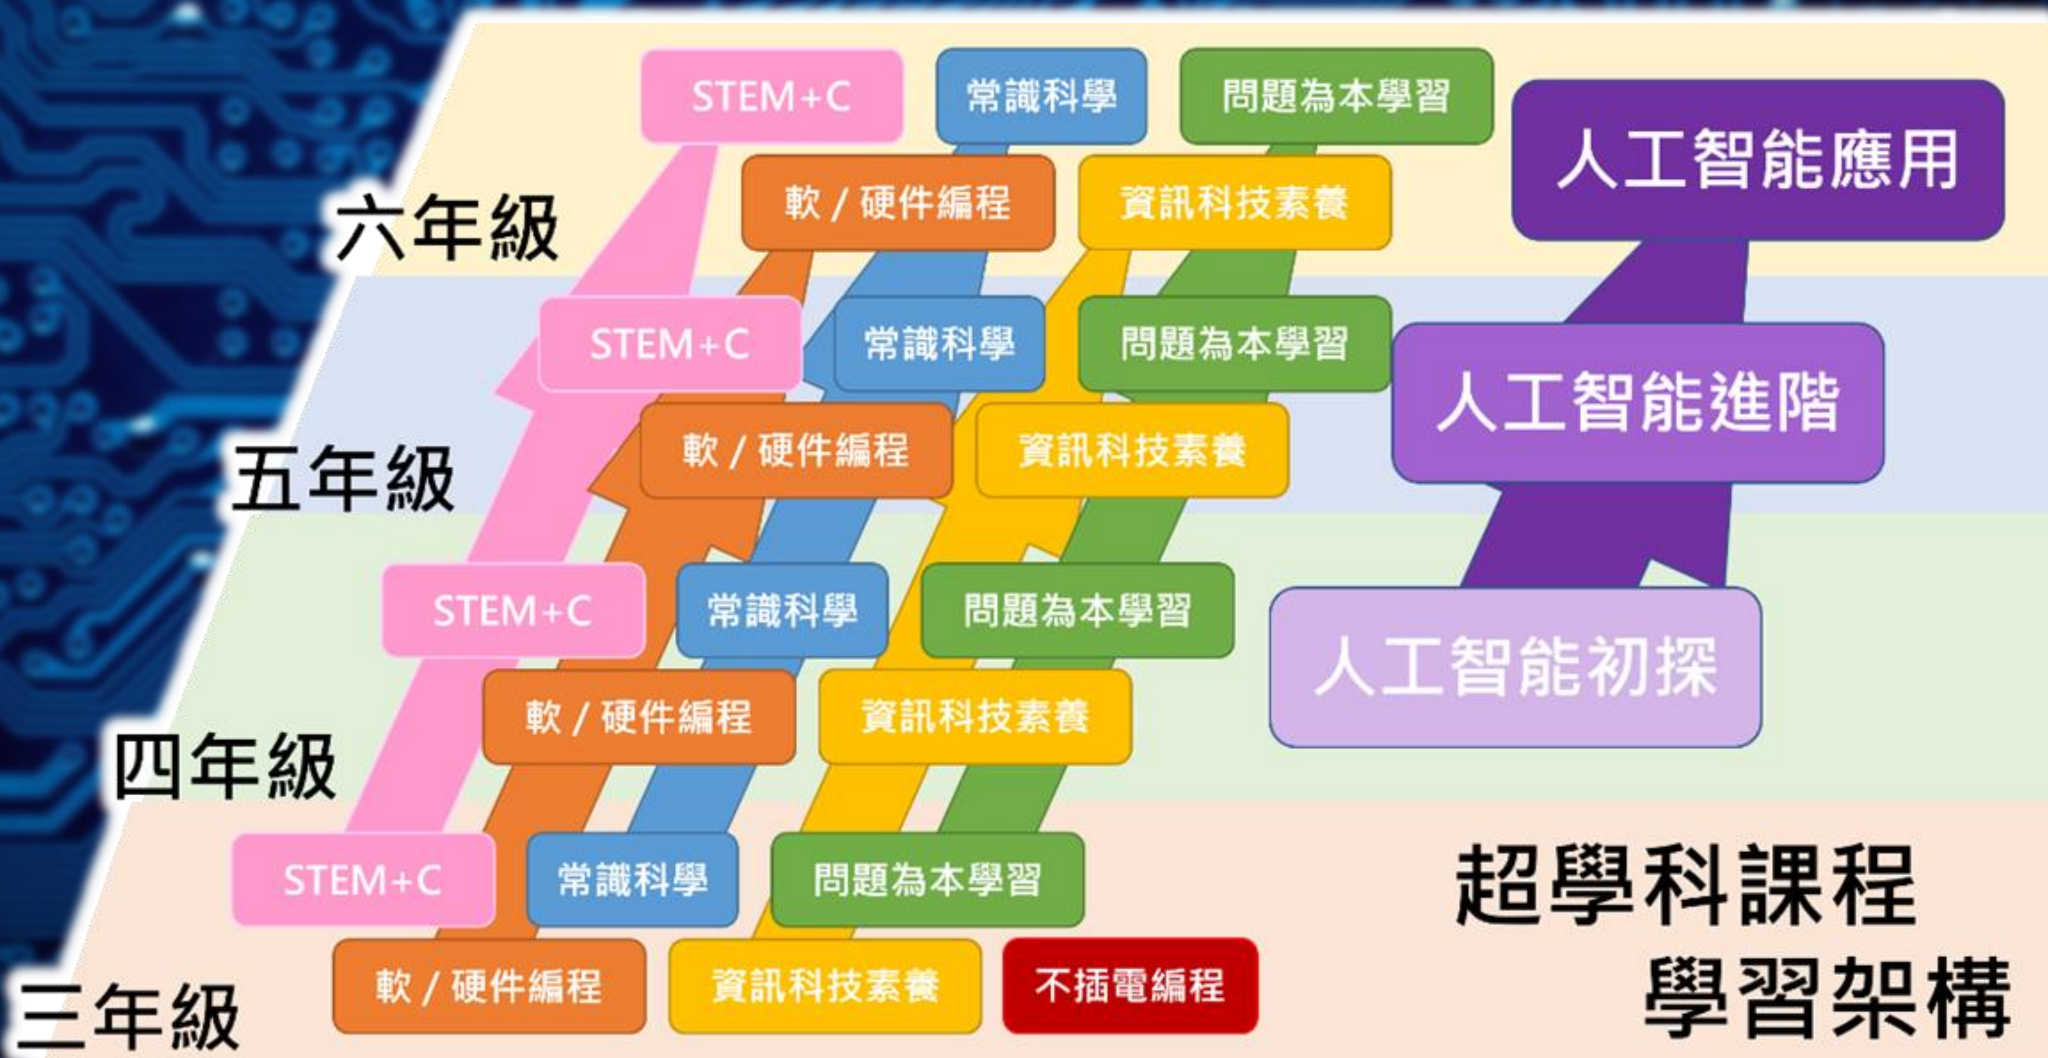 STEM+C
常識科學
問題為本學習
人工智能應用
六年級
軟 / 硬件編程
資訊科技素養
STEM+C
常識科學
問題為本學習
人工智能進階
五年級
軟 / 硬件編程
資訊科技素養
STEM+C
常識科學
問題為本學習
人工智能初探
四年級
軟 / 硬件編程
資訊科技素養
STEM+C
常識科學
問題為本學習
三年級
軟 / 硬件編程
資訊科技素養
不插電編程
超學科課程
學習架構